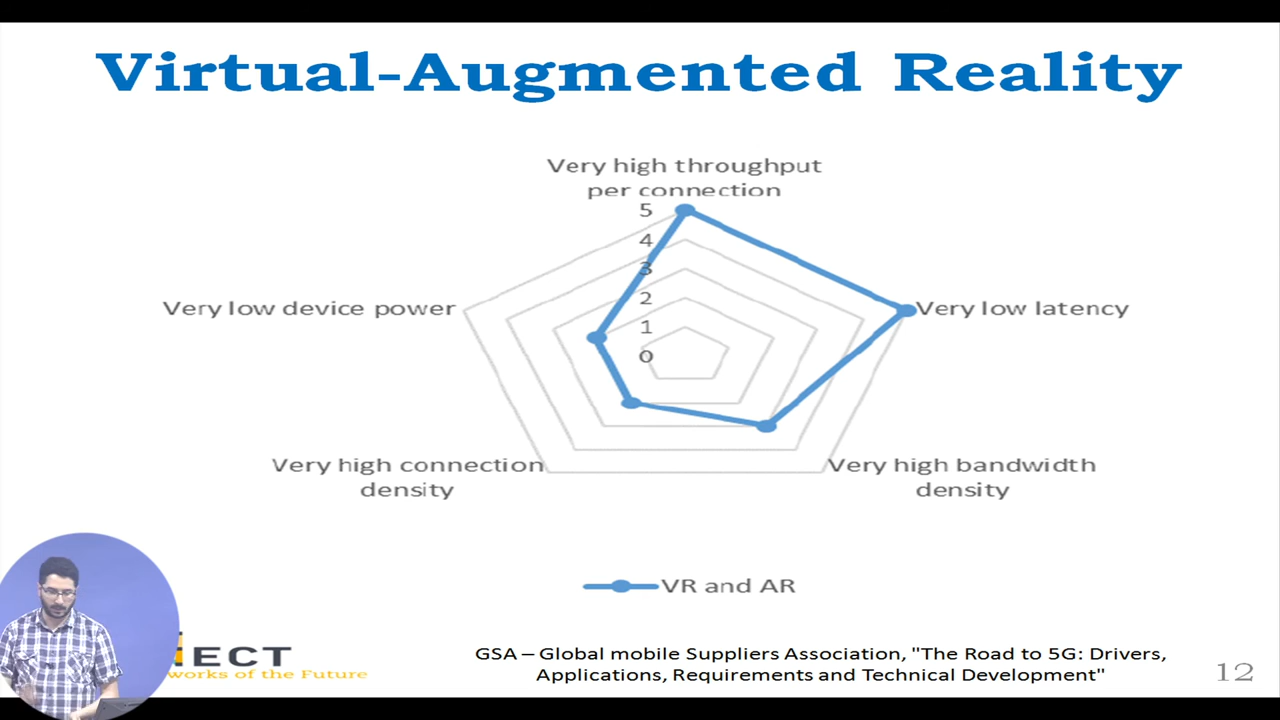 Virtual-Augmented Reality
Very high throughput
per connection
5
4
3
2
1
0
Very low device power
Very low latency
Very high connection
density
Very high bandwidth
density
VR and AR
GSA – Global mobile Suppliers Association, "The Road to 5G: Drivers,
Applications, Requirements and Technical Development"
of the Future
12